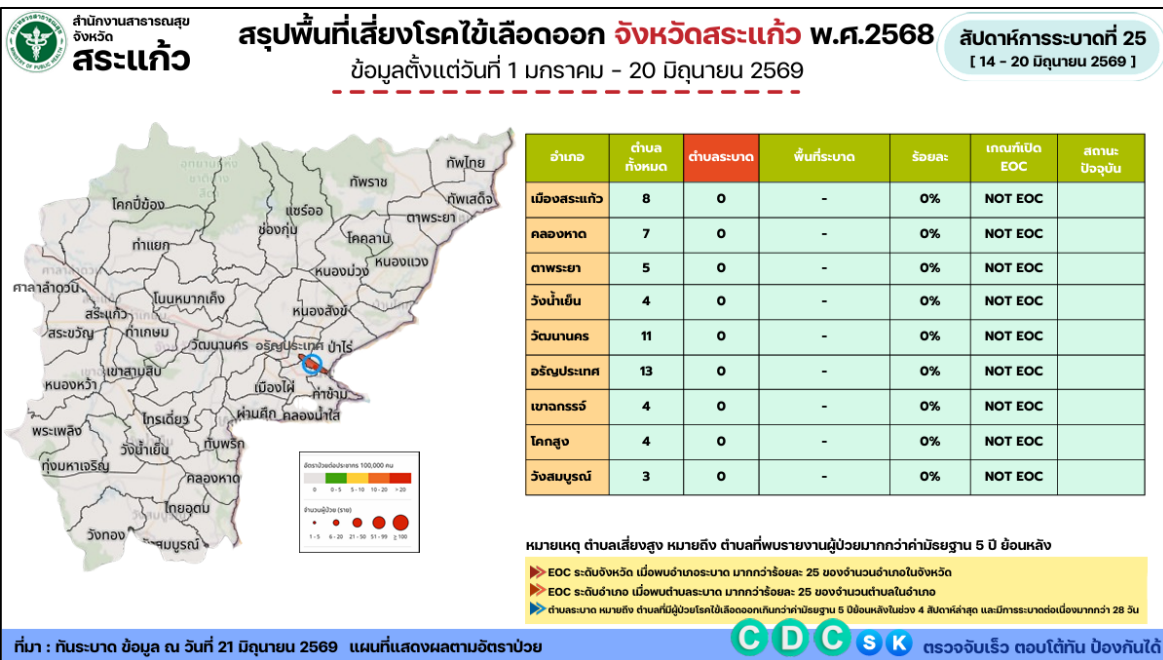 สำนักงานสาธารณสุข
จังหวัด
สระแก้ว
สรุปพื้นที่เสี่ยงโรคไข้เลือดออก จังหวัดสระแก้ว พ.ศ.2568
ข้อมูลตั้งแต่วันที่ 1 มกราคม - 20 มิถุนายน 2569
สัปดาห์การระบาดที่ 25
[ 14 - 20 มิถุนายน 2569 ]
ทัพไทย
ทัพราช
ทัพเสด็จ
โคกปี่ฆ้อง
แซร์ออ
ตาพระยา
ช่องกุ่ม
โคคลาน
ท่าแยก
หนองแวง
หนองม่วง
ศาลาลำดวน
โนนหมากเค็ง
หนองสังข์
สระแก้ว
สระขวัญ
ท่าเกษม
วัฒนานคร
อรัญประเทศ
ป่าไร่
เขาสามสิบ
หนองหว้า
เมืองไผ่
ท่าข้าม
ไทรเดี่ยว
ผ่านศึก
คลองน้ำใส
พระเพลิง
วังน้ำเย็น
ทับพริก
ทุ่งมหาเจริญ
คลองหาด
ไทยอุดม
วังทอง
วังสมบูรณ์
อัตราป่วยต่อประชากร 100,000 คน
0 0-5 5-10 10-20 >20
จำนวนผู้ป่วย (ราย)
1-5 6-20 21-50 51-99 ≥100
อำเภอ ตำบลทั้งหมด ตำบลระบาด พื้นที่ระบาด ร้อยละ เกณฑ์เปิด EOC สถานะปัจจุบัน
เมืองสระแก้ว 8 0 - 0% NOT EOC
คลองหาด 7 0 - 0% NOT EOC
ตาพระยา 5 0 - 0% NOT EOC
วังน้ำเย็น 4 0 - 0% NOT EOC
วัฒนานคร 11 0 - 0% NOT EOC
อรัญประเทศ 13 0 - 0% NOT EOC
เขาฉกรรจ์ 4 0 - 0% NOT EOC
โคกสูง 4 0 - 0% NOT EOC
วังสมบูรณ์ 3 0 - 0% NOT EOC
หมายเหตุ ตำบลเสี่ยงสูง หมายถึง ตำบลที่พบรายงานผู้ป่วยมากกว่าค่ามัธยฐาน 5 ปี ย้อนหลัง
EOC ระดับจังหวัด เมื่อพบอำเภอระบาด มากกว่าร้อยละ 25 ของจำนวนอำเภอในจังหวัด
EOC ระดับอำเภอ เมื่อพบตำบลระบาด มากกว่าร้อยละ 25 ของจำนวนตำบลในอำเภอ
ตำบลระบาด หมายถึง ตำบลที่มีผู้ป่วยโรคไข้เลือดออกเกินกว่าค่ามัธยฐาน 5 ปีย้อนหลังในช่วง 4 สัปดาห์ล่าสุด และมีการระบาดต่อเนื่องมากกว่า 28 วัน
ที่มา : ทันระบาด ข้อมูล ณ วันที่ 21 มิถุนายน 2569 แผนที่แสดงผลตามอัตราป่วย
CDCSK ตรวจจับเร็ว ตอบโต้ทัน ป้องกันได้